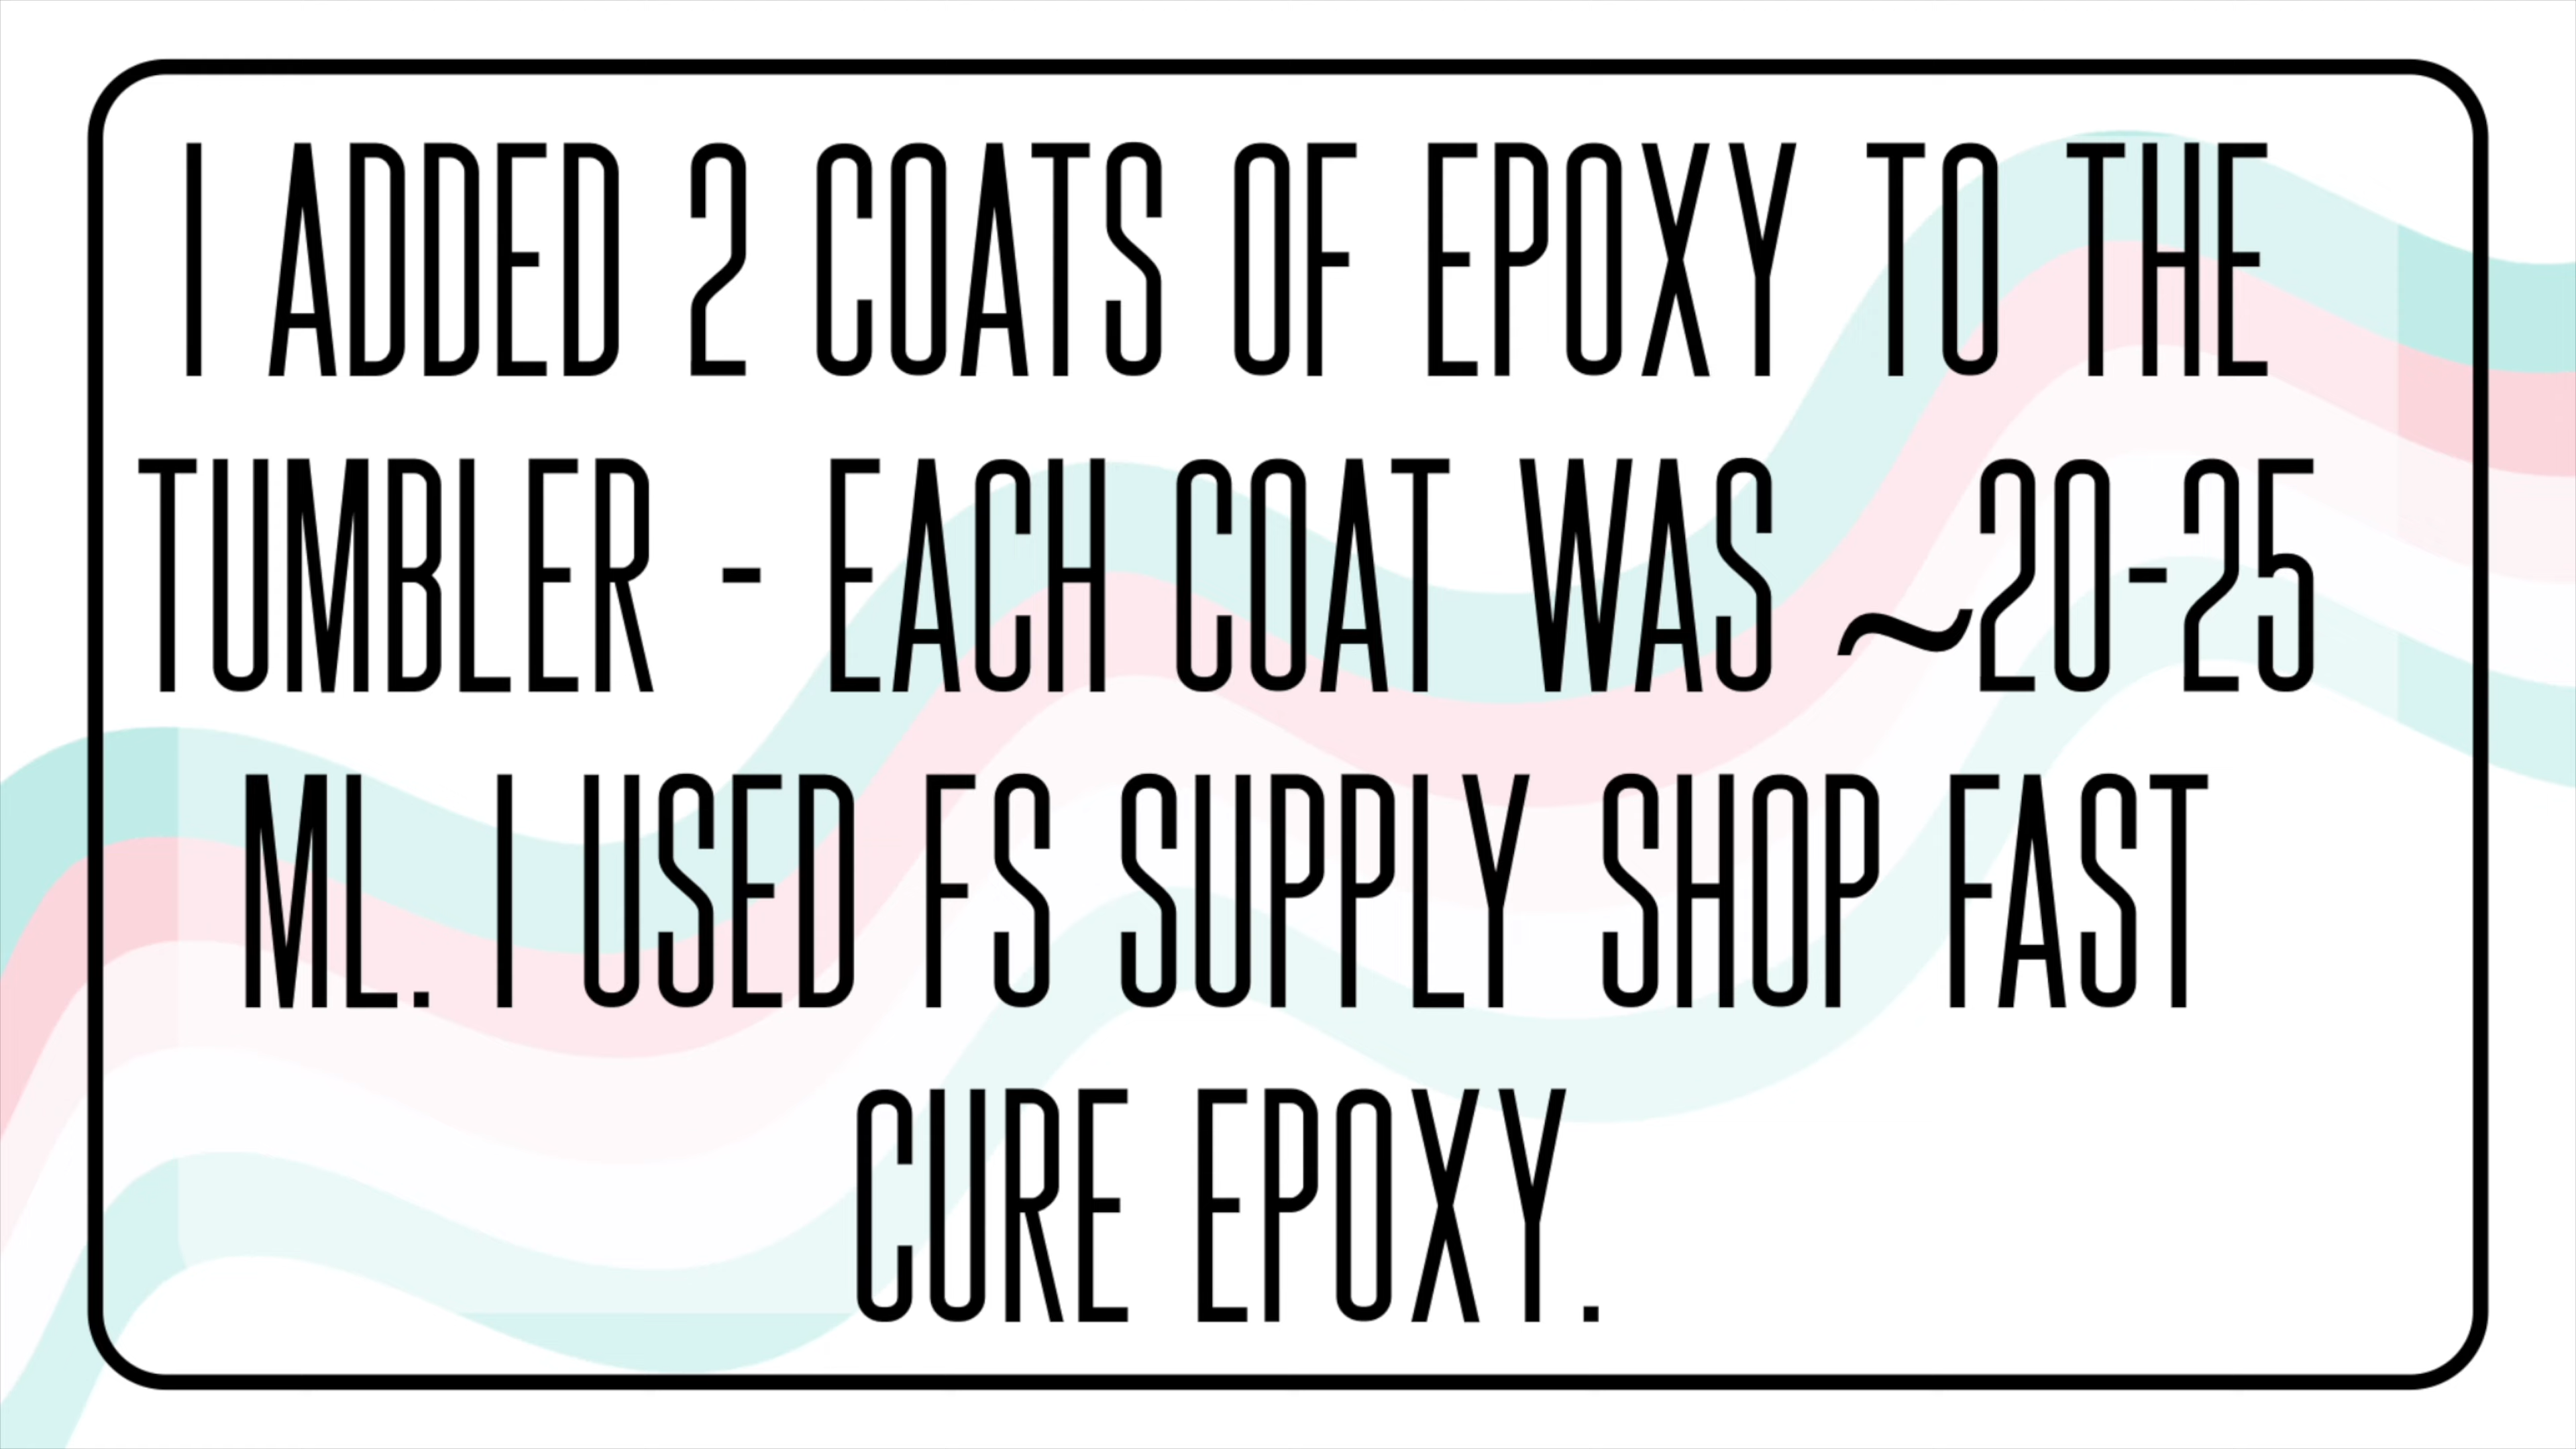 I ADDED 2 COATS OF EPOXY TO THE
TUMBLER - EACH COAT WAS ~20-25
ML. I USED FS SUPPLY SHOP FAST
CURE EPOXY.